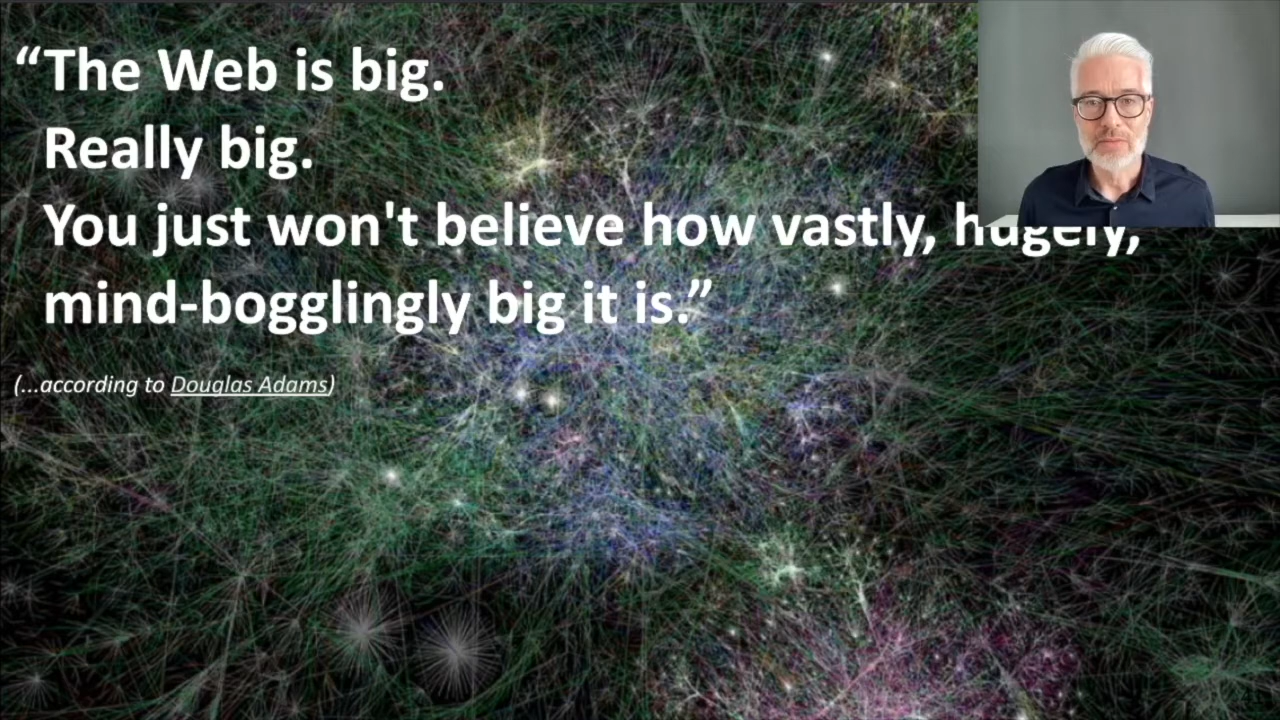 “The Web is big.
Really big.
You just won't believe how vastly, hugely,
mind-bogglingly big it is.”
(...according to Douglas Adams)